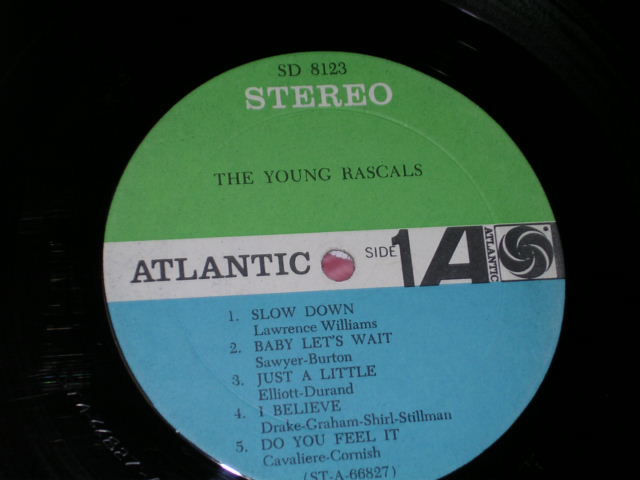 SD 8123
STEREO
THE YOUNG RASCALS
ATLANTIC SIDE 1A ATLANTIC
1. SLOW DOWN
Lawrence Williams
2. BABY LET'S WAIT
Sawyer-Burton
3. JUST A LITTLE
Elliott-Durand
4. I BELIEVE
Drake-Graham-Shirl-Stillman
5. DO YOU FEEL IT
Cavaliere-Cornish
(ST-A-66827)